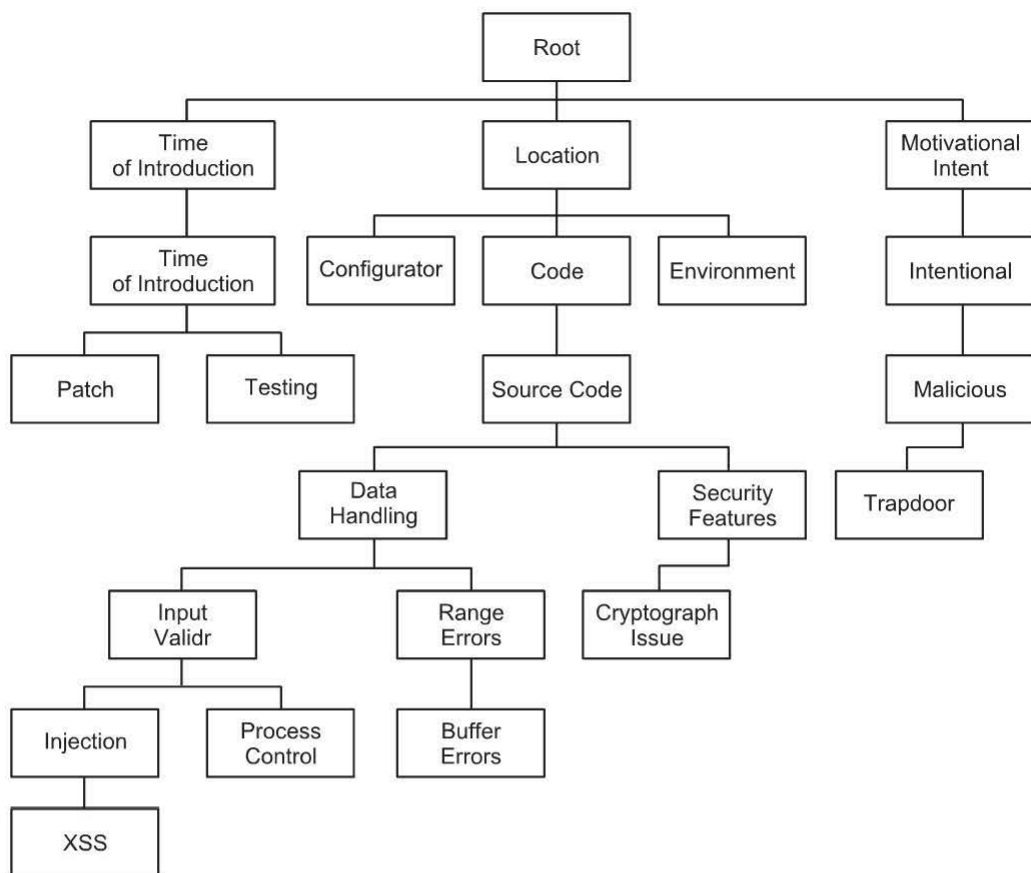 Root
Time
of Introduction
Location
Motivational
Intent
Time
of Introduction
Configurator
Code
Environment
Intentional
Patch
Testing
Source Code
Malicious
Data
Handling
Security
Features
Trapdoor
Input
Validr
Range
Errors
Cryptograph
Issue
Injection
Process
Control
Buffer
Errors
XSS